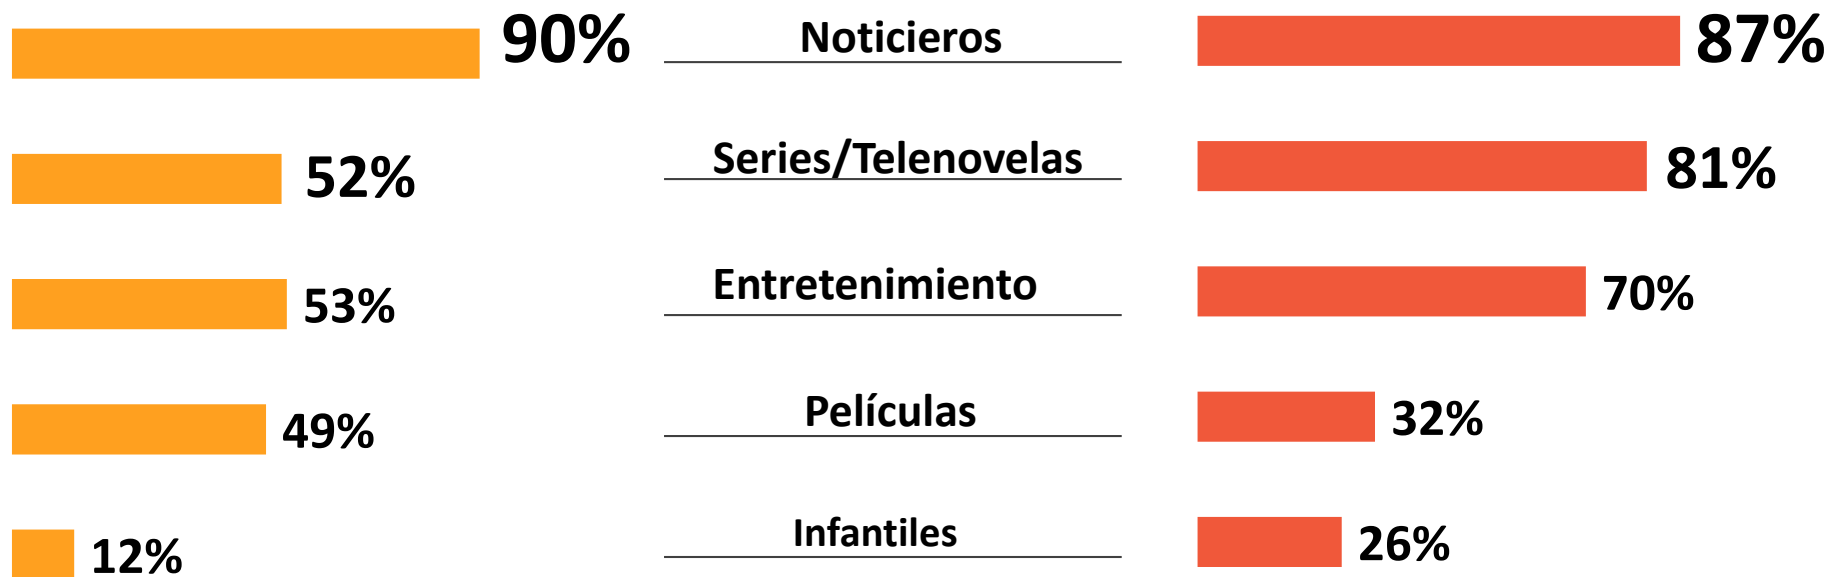 90% Noticieros 87%
52% Series/Telenovelas 81%
53% Entretenimiento 70%
49% Películas 32%
12% Infantiles 26%